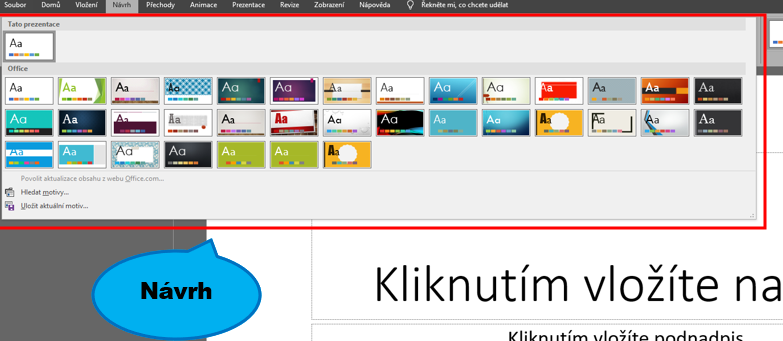 Soubor Domů Vložení Návrh Přechody Animace Prezentace Revize Zobrazení Nápověda Řekněte mi, co chcete udělat
Tato prezentace
Aa
Office
Aa Aa Aa Aa Aa Aa Aa Aa Aa Aa Aa Aa Aa Aa
Aa Aa Aa Aa Aa Aa Aa Aa Aa Aa Aa Aa Aa Aa
Aa Aa Aa Aa Aa Aa Aa
Povolit aktualizace obsahu z webu Office.com...
Hledat motivy...
Uložit aktuální motiv...
Návrh
Kliknutím vložíte na
Kliknutím vložíte podnadpis